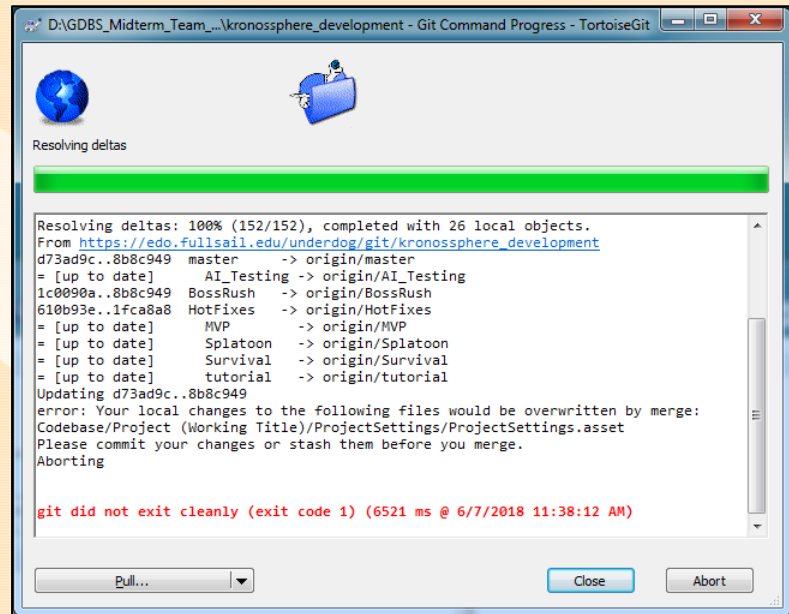 D:\GDBS_Midterm_Team_...\kronossphere_development - Git Command Progress - TortoiseGit
Resolving deltas
Resolving deltas: 100% (152/152), completed with 26 local objects.
From https://edo.fullsail.edu/underdog/git/kronossphere_development
d73ad9c..8b8c949  master     -> origin/master
= [up to date]      AI_Testing -> origin/AI_Testing
1c0090a..8b8c949  BossRush   -> origin/BossRush
610b93e..1fca8a8  HotFixes   -> origin/HotFixes
= [up to date]      MVP        -> origin/MVP
= [up to date]      Splatoon   -> origin/Splatoon
= [up to date]      Survival   -> origin/Survival
= [up to date]      tutorial   -> origin/tutorial
Updating d73ad9c..8b8c949
error: Your local changes to the following files would be overwritten by merge:
Codebase/Project (Working Title)/ProjectSettings/ProjectSettings.asset
Please commit your changes or stash them before you merge.
Aborting
git did not exit cleanly (exit code 1) (6521 ms @ 6/7/2018 11:38:12 AM)
Pull... Close Abort